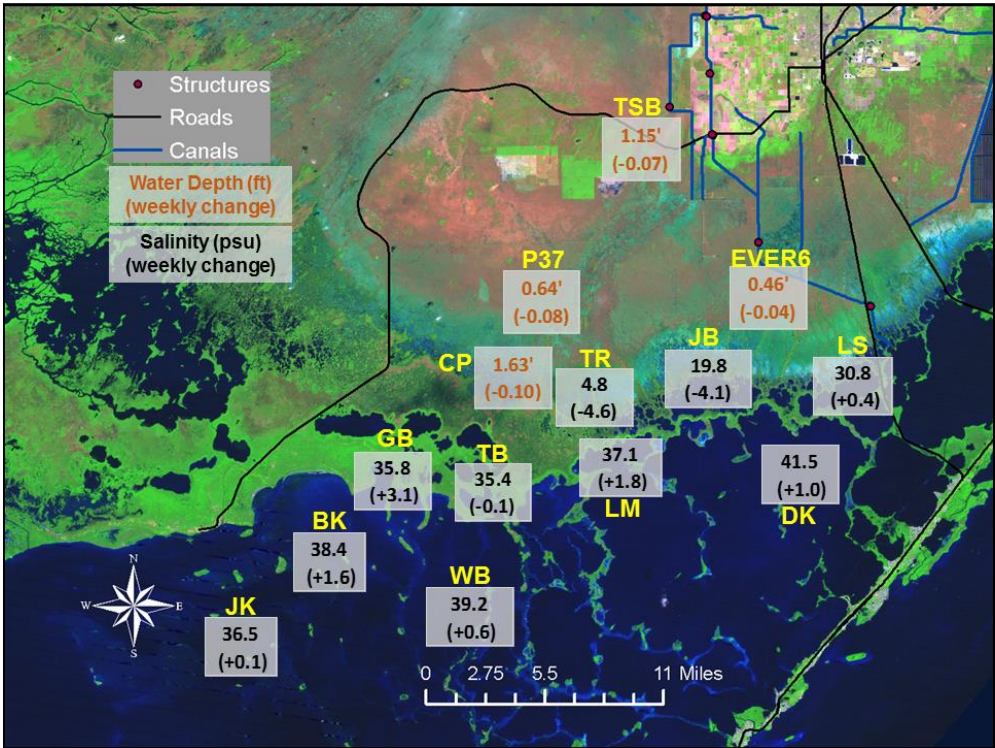 Structures
Roads
Canals
Water Depth (ft)
(weekly change)
Salinity (psu)
(weekly change)
TSB
1.15'
(-0.07)
P37
0.64'
(-0.08)
EVER6
0.46'
(-0.04)
CP
1.63'
(-0.10)
TR
4.8
(-4.6)
JB
19.8
(-4.1)
LS
30.8
(+0.4)
GB
35.8
(+3.1)
TB
35.4
(-0.1)
37.1
(+1.8)
LM
41.5
(+1.0)
DK
BK
38.4
(+1.6)
WB
39.2
(+0.6)
JK
36.5
(+0.1)
N
W E
S
0 2.75 5.5 11 Miles